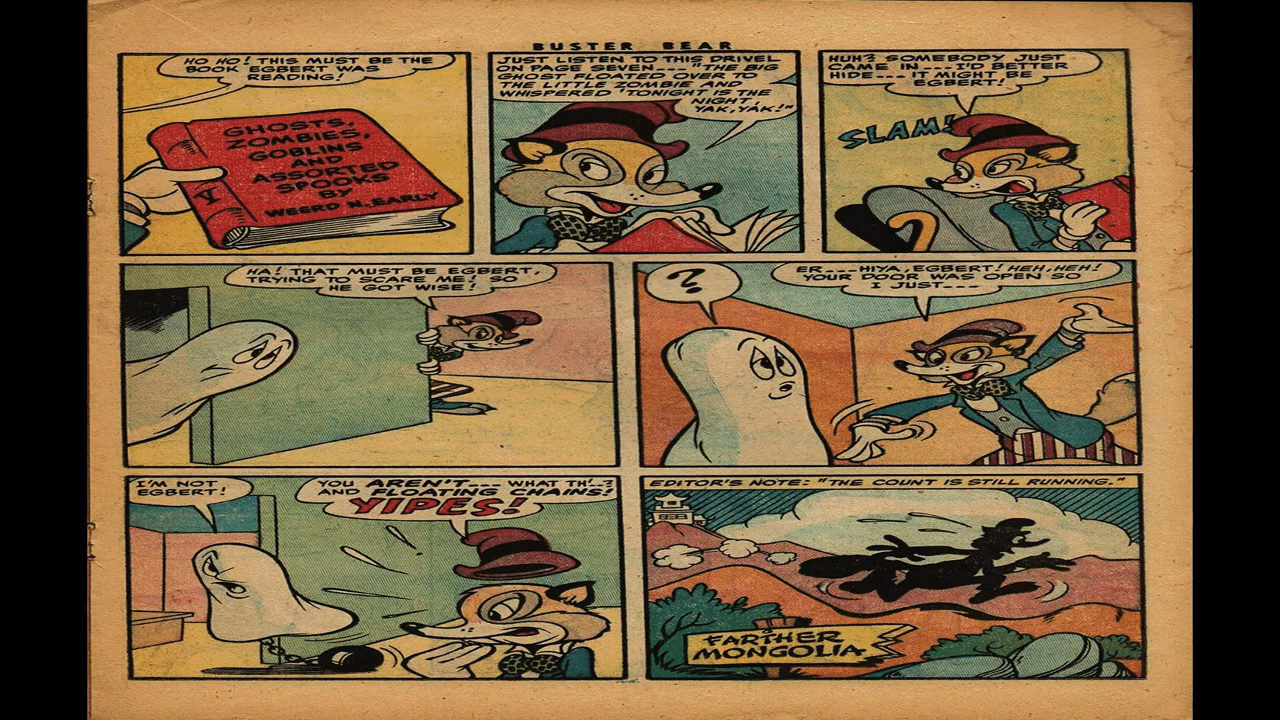 BUSTER BEAR
HO HO! THIS MUST BE THE
BOOK EGBERT WAS
READING!
GHOSTS,
ZOMBIES,
GOBLINS
AND
ASSORTED
SPOOKS
BY
WEERD N. EARLY
JUST LISTEN TO THIS DRIVEL
ON PAGE SEVEN--- "THE BIG
GHOST FLOATED OVER TO
THE LITTLE ZOMBIE AND
WHISPERED 'TONIGHT IS THE
NIGHT,
YAK, YAK!'"
HUH? SOMEBODY JUST
CAME IN--- I'D BETTER
HIDE--- IT MIGHT BE
EGBERT!
SLAM!
HA! THAT MUST BE EGBERT,
TRYING TO SCARE ME! SO
HE GOT WISE!
?
ER---HIYA, EGBERT! HEH, HEH!
YOUR DOOR WAS OPEN SO
I JUST---
I'M NOT
EGBERT!
YOU AREN'T--- WHAT TH'--?
AND FLOATING CHAINS!
YIPES!
EDITOR'S NOTE: "THE COUNT IS STILL RUNNING."
FARTHER
MONGOLIA